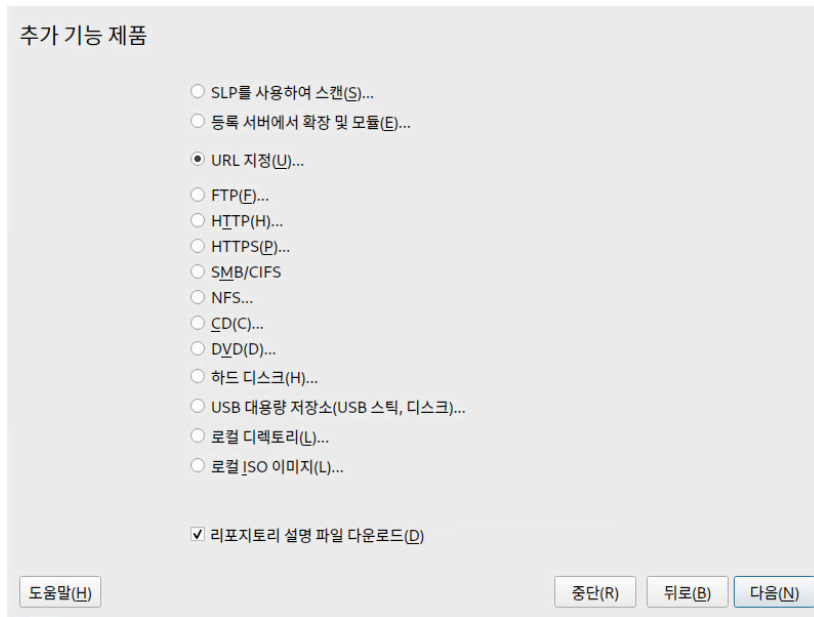 추가 기능 제품
SLP를 사용하여 스캔(S)...
등록 서버에서 확장 및 모듈(E)...
URL 지정(U)...
FTP(F)...
HTTP(H)...
HTTPS(P)...
SMB/CIFS
NFS...
CD(C)...
DVD(D)...
하드 디스크(H)...
USB 대용량 저장소(USB 스틱, 디스크)...
로컬 디렉토리(L)...
로컬 ISO 이미지(L)...
리포지토리 설명 파일 다운로드(D)
도움말(H) 중단(R) 뒤로(B) 다음(N)